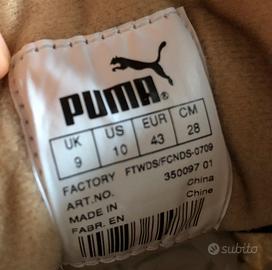 PUMA®
UK US EUR CM
9 10 43 28
FACTORY FTWDS/FCNDS-0709
ART.NO. 350097 01
MADE IN China
FABR. EN Chine
subito